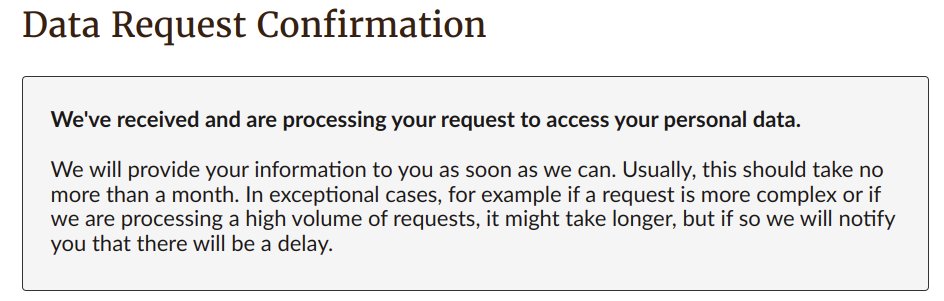 Data Request Confirmation
We've received and are processing your request to access your personal data.
We will provide your information to you as soon as we can. Usually, this should take no
more than a month. In exceptional cases, for example if a request is more complex or if
we are processing a high volume of requests, it might take longer, but if so we will notify
you that there will be a delay.